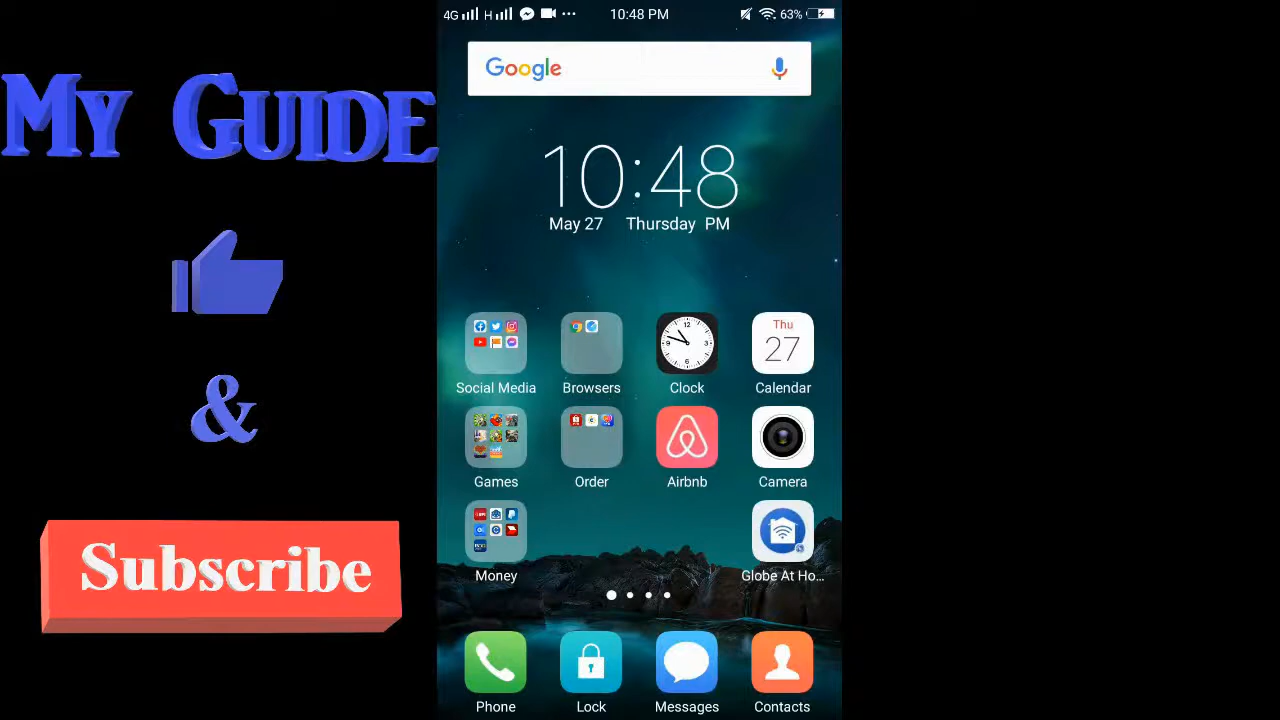 My Guide
&
Subscribe
4G H 10:48 PM 63%
Google
10:48
May 27 Thursday PM
Thu
27
Social Media Browsers Clock Calendar
Games Order Airbnb Camera
Money Globe At Ho...
Phone Lock Messages Contacts